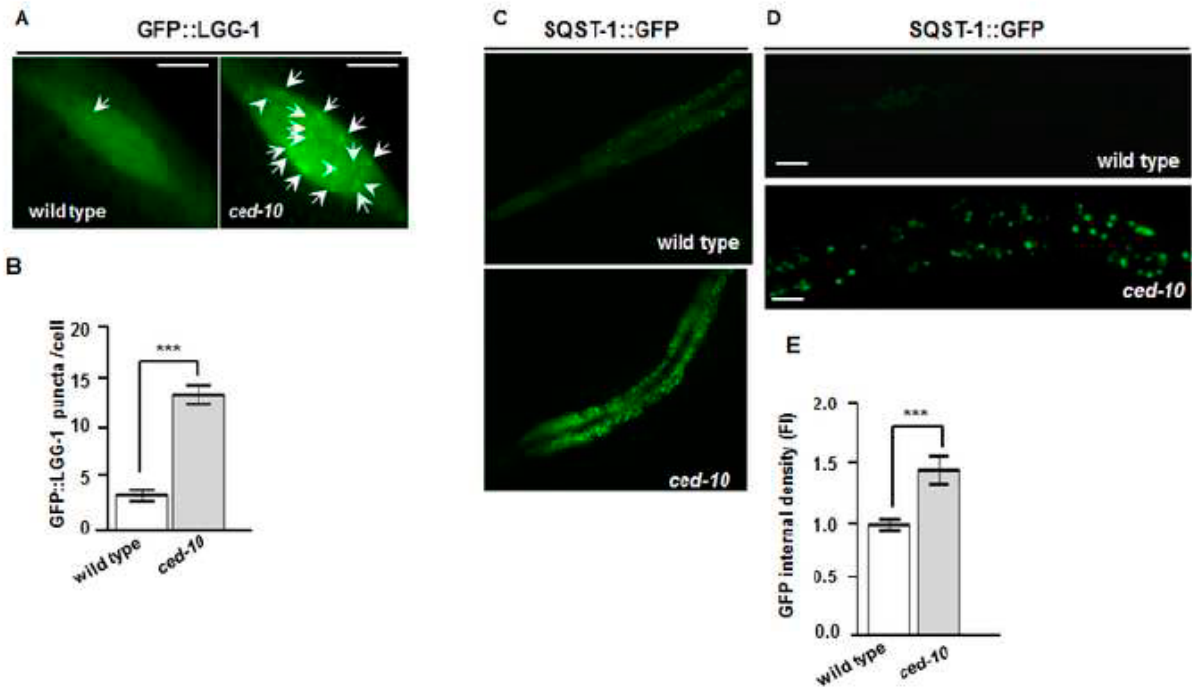 A
GFP::LGG-1
wild type
ced-10
B
GFP::LGG-1 puncta /cell
20
15
10
5
0
***
wild type
ced-10
C
SQST-1::GFP
wild type
ced-10
D
SQST-1::GFP
wild type
ced-10
E
GFP internal density (FI)
2.0
1.5
1.0
0.5
0.0
***
wild type
ced-10